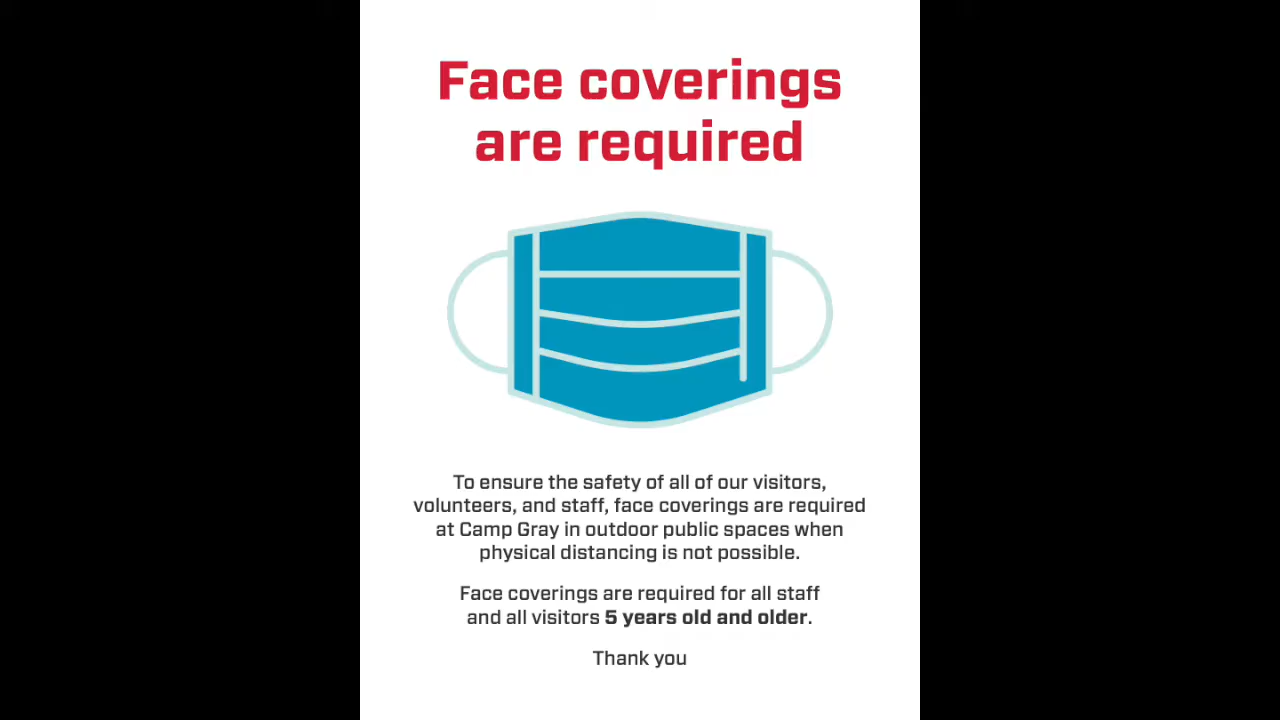 Face coverings
are required
To ensure the safety of all of our visitors,
volunteers, and staff, face coverings are required
at Camp Gray in outdoor public spaces when
physical distancing is not possible.
Face coverings are required for all staff
and all visitors 5 years old and older.
Thank you